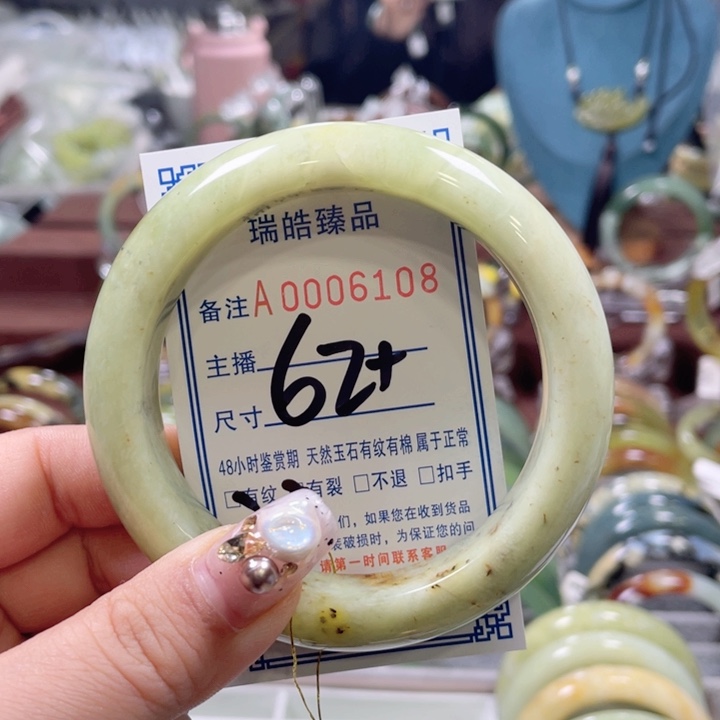 瑞皓臻品
备注A0006108
主播
尺寸62+
48小时鉴赏期 天然玉石有纹有棉 属于正常
□有纹 有裂 □不退 □扣手
们，如果您在收到货品
破损时，为保证您的问
请第一时间联系客服